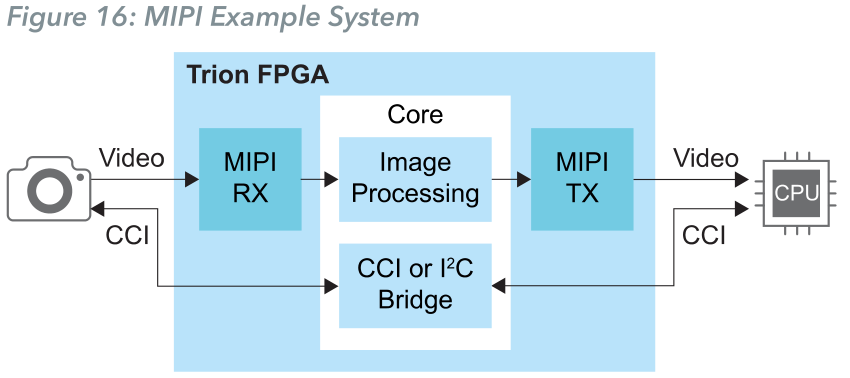 Figure 16: MIPI Example System
Trion FPGA
Core
Video
MIPI
RX
Image
Processing
MIPI
TX
Video
CPU
CCI
CCI or I²C
Bridge
CCI